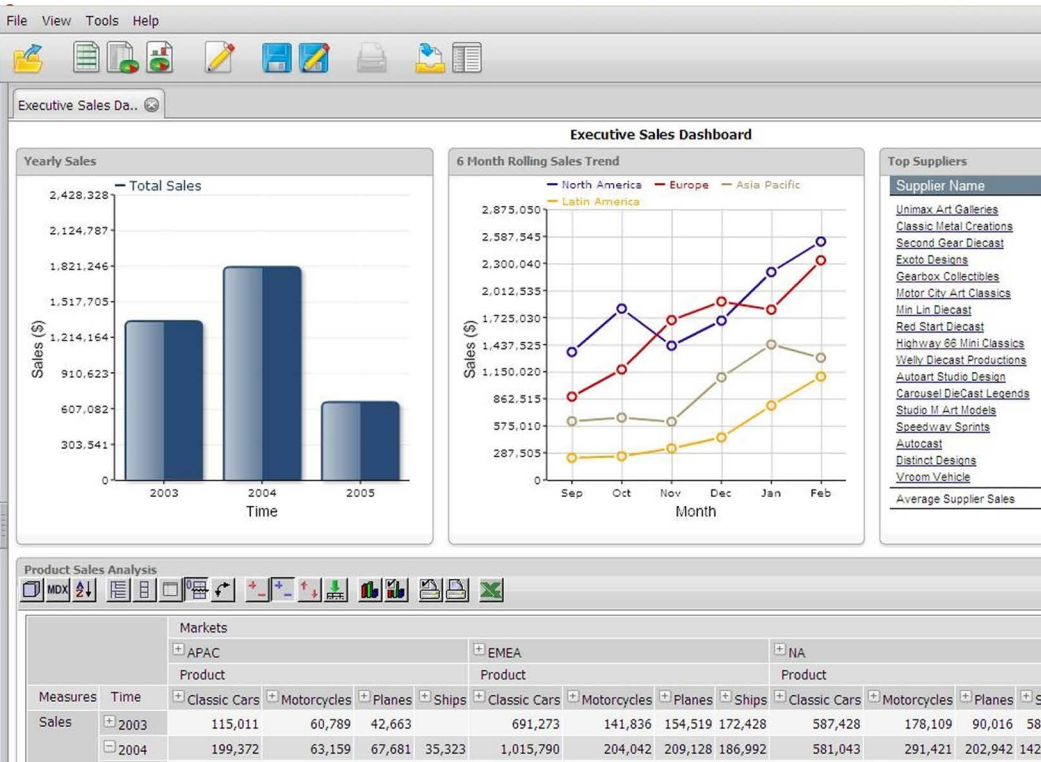 File View Tools Help
Executive Sales Da..
Executive Sales Dashboard
Yearly Sales
Total Sales
2,428,328
2,124,787
1,821,246
1,517,705
1,214,164
910,623
607,082
303,541
0
Sales ($)
2003 2004 2005
Time
6 Month Rolling Sales Trend
North America Europe Asia Pacific
Latin America
2,875,050
2,587,545
2,300,040
2,012,535
1,725,030
1,437,525
1,150,020
862,515
575,010
287,505
0
Sales ($)
Sep Oct Nov Dec Jan Feb
Month
Top Suppliers
Supplier Name
Unimax Art Galleries
Classic Metal Creations
Second Gear Diecast
Exoto Designs
Gearbox Collectibles
Motor City Art Classics
Min Lin Diecast
Red Start Diecast
Highway 66 Mini Classics
Welly Diecast Productions
Autoart Studio Design
Carousel DieCast Legends
Studio M Art Models
Speedway Sprints
Autocast
Distinct Designs
Vroom Vehicle
Average Supplier Sales
Product Sales Analysis
MDX
Markets
APAC EMEA NA
Product Product Product
Measures Time Classic Cars Motorcycles Planes Ships Classic Cars Motorcycles Planes Ships Classic Cars Motorcycles Planes S
Sales 2003 115,011 60,789 42,663 691,273 141,836 154,519 172,428 587,428 178,109 90,016 58
2004 199,372 63,159 67,681 35,323 1,015,790 204,042 209,128 186,992 581,043 291,421 202,942 142